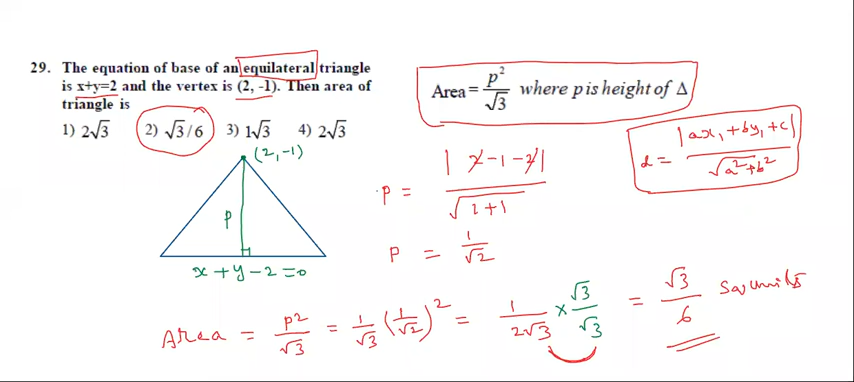 29. The equation of base of an equilateral triangle
is x+y=2 and the vertex is (2, -1). Then area of
triangle is
1) 2√3 2) √3/6 3) 1√3 4) 2√3
Area = p²/√3 where p is height of Δ
d = |ax₁+by₁+c|/√(a²+b²)
(2,-1)
P
x+y-2=0
P = |2-1-2|/√(1+1)
P = 1/√2
Area = P²/√3 = 1/√3 (1/√2)² = 1/2√3 × √3/√3 = √3/6 Sq units